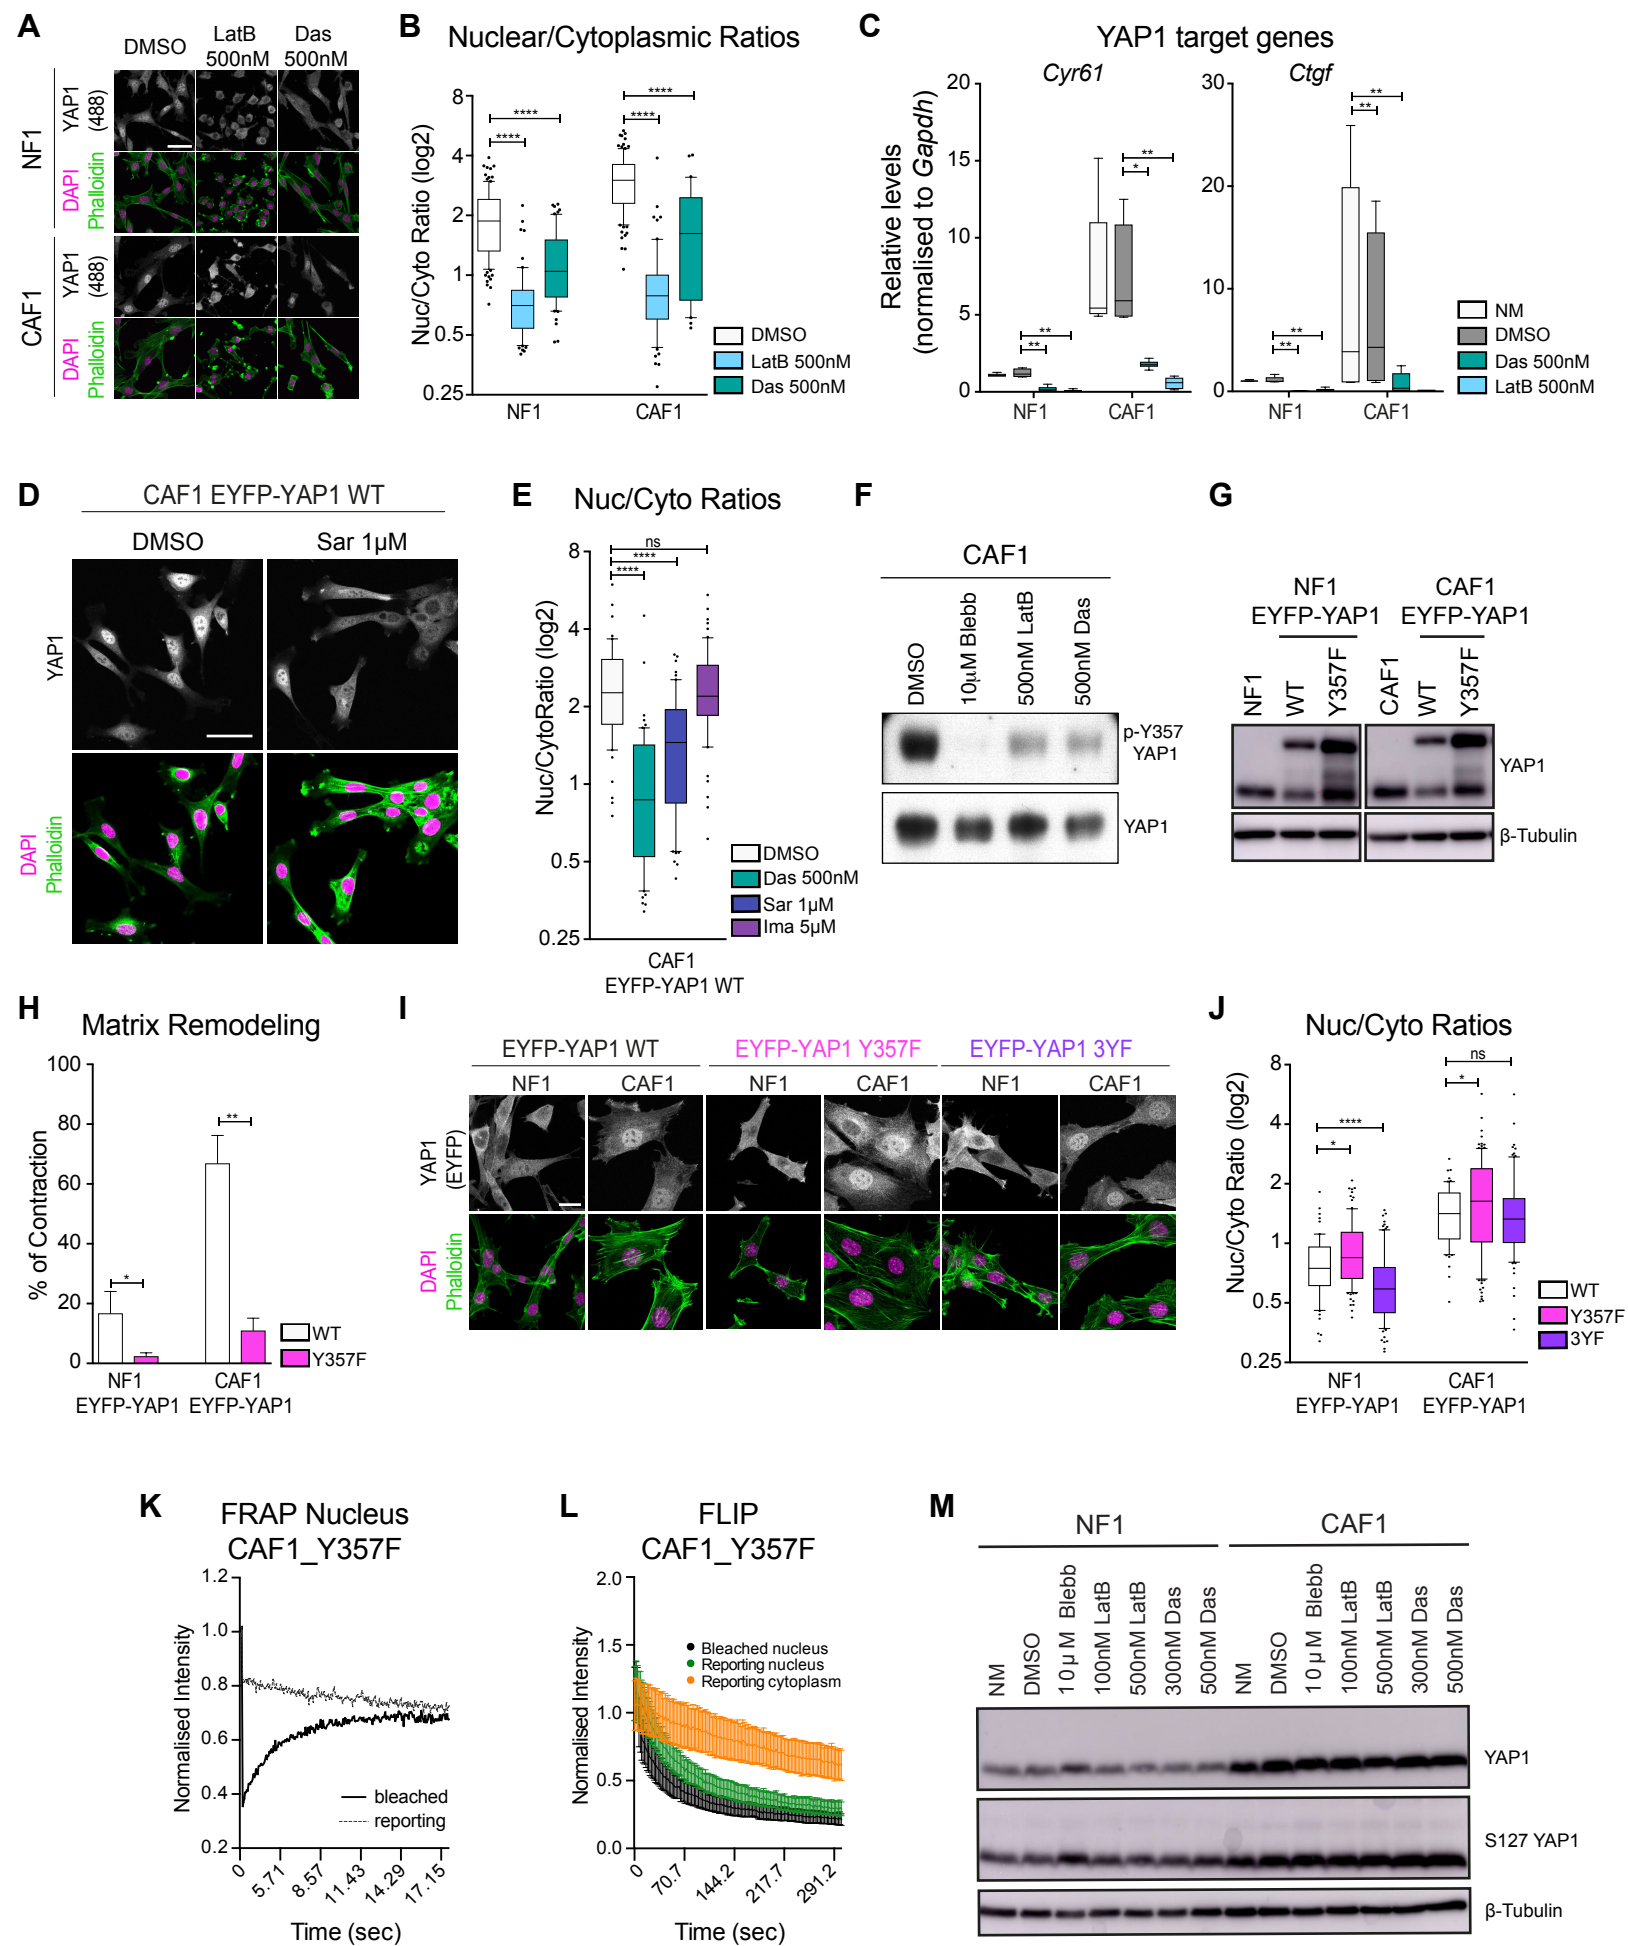 A
DMSO
LatB
500nM
Das
500nM
NF1
YAP1
(488)
DAPI
Phalloidin
CAF1
YAP1
(488)
DAPI
Phalloidin
B
Nuclear/Cytoplasmic Ratios
Nuc/Cyto Ratio (log2)
8
4
2
1
0.5
0.25
****
****
****
****
NF1
CAF1
DMSO
LatB 500nM
Das 500nM
C
YAP1 target genes
Cyr61
Ctgf
Relative levels
(normalised to Gapdh)
20
15
10
5
0
**
**
**
*
NF1
CAF1
30
20
10
0
**
**
**
**
NF1
CAF1
NM
DMSO
Das 500nM
LatB 500nM
D
CAF1 EYFP-YAP1 WT
DMSO
Sar 1µM
YAP1
DAPI
Phalloidin
E
Nuc/Cyto Ratios
Nuc/CytoRatio (log2)
8
4
2
1
0.5
0.25
ns
****
****
CAF1
EYFP-YAP1 WT
DMSO
Das 500nM
Sar 1µM
Ima 5µM
F
CAF1
DMSO
10µM Blebb
500nM LatB
500nM Das
p-Y357
YAP1
YAP1
G
NF1
EYFP-YAP1
CAF1
EYFP-YAP1
NF1
WT
Y357F
CAF1
WT
Y357F
YAP1
β-Tubulin
H
Matrix Remodeling
% of Contraction
100
80
60
40
20
0
*
**
NF1
EYFP-YAP1
CAF1
EYFP-YAP1
WT
Y357F
I
EYFP-YAP1 WT
EYFP-YAP1 Y357F
EYFP-YAP1 3YF
NF1
CAF1
NF1
CAF1
NF1
CAF1
YAP1
(EYFP)
DAPI
Phalloidin
J
Nuc/Cyto Ratios
Nuc/Cyto Ratio (log2)
8
4
2
1
0.5
0.25
****
*
ns
*
NF1
EYFP-YAP1
CAF1
EYFP-YAP1
WT
Y357F
3YF
K
FRAP Nucleus
CAF1_Y357F
Normalised Intensity
1.2
1.0
0.8
0.6
0.4
0.2
bleached
reporting
0
5.71
8.57
11.43
14.29
17.15
Time (sec)
L
FLIP
CAF1_Y357F
Normalised Intensity
2.0
1.5
1.0
0.5
0.0
Bleached nucleus
Reporting nucleus
Reporting cytoplasm
0
70.7
144.2
217.7
291.2
Time (sec)
M
NF1
CAF1
NM
DMSO
10µM Blebb
100nM LatB
500nM LatB
300nM Das
500nM Das
NM
DMSO
10µM Blebb
100nM LatB
500nM LatB
300nM Das
500nM Das
YAP1
S127 YAP1
β-Tubulin